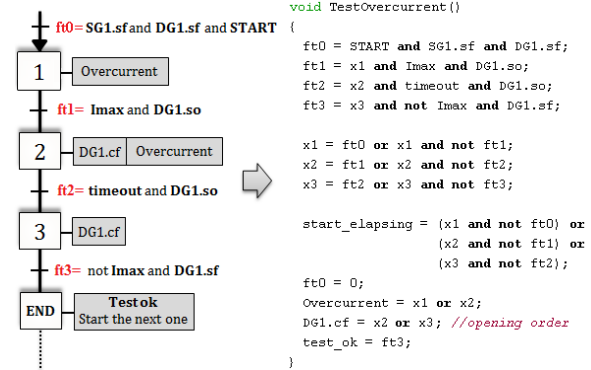 ft0= SG1.sf and DG1.sf and START
1
Overcurrent
ft1= Imax and DG1.so
2
DG1.cf
Overcurrent
ft2= timeout and DG1.so
3
DG1.cf
ft3= not Imax and DG1.sf
END
Test ok
Start the next one
void TestOvercurrent()
{
ft0 = START and SG1.sf and DG1.sf;
ft1 = x1 and Imax and DG1.so;
ft2 = x2 and timeout and DG1.so;
ft3 = x3 and not Imax and DG1.sf;
x1 = ft0 or x1 and not ft1;
x2 = ft1 or x2 and not ft2;
x3 = ft2 or x3 and not ft3;
start_elapsing = (x1 and not ft0) or
(x2 and not ft1) or
(x3 and not ft2);
ft0 = 0;
Overcurrent = x1 or x2;
DG1.cf = x2 or x3; //opening order
test_ok = ft3;
}